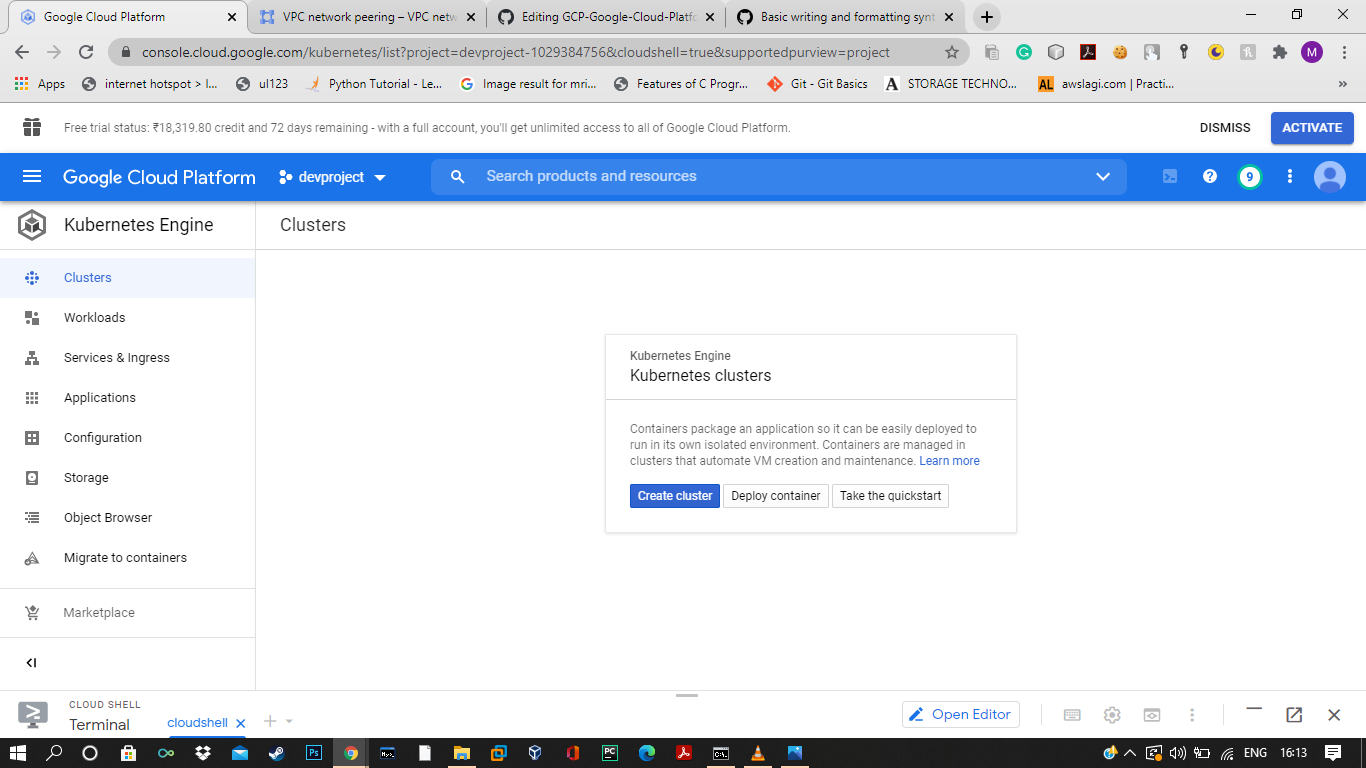 Google Cloud Platform
VPC network peering – VPC netw
Editing GCP-Google-Cloud-Platfo
Basic writing and formatting synt
console.cloud.google.com/kubernetes/list?project=devproject-1029384756&cloudshell=true&supportedpurview=project
M
Apps
internet hotspot > I...
ul123
Python Tutorial - Le...
Image result for mri...
Features of C Progr...
Git - Git Basics
A STORAGE TECHNO...
AL awslagi.com | Practi...
»
Free trial status: ₹18,319.80 credit and 72 days remaining - with a full account, you'll get unlimited access to all of Google Cloud Platform.
DISMISS
ACTIVATE
Google Cloud Platform
devproject
Search products and resources
9
Kubernetes Engine
Clusters
Clusters
Workloads
Services & Ingress
Applications
Configuration
Storage
Object Browser
Migrate to containers
Marketplace
Kubernetes Engine
Kubernetes clusters
Containers package an application so it can be easily deployed to
run in its own isolated environment. Containers are managed in
clusters that automate VM creation and maintenance. Learn more
Create cluster
Deploy container
Take the quickstart
CLOUD SHELL
Terminal
cloudshell
Open Editor
Ps
PC
ENG
16:13